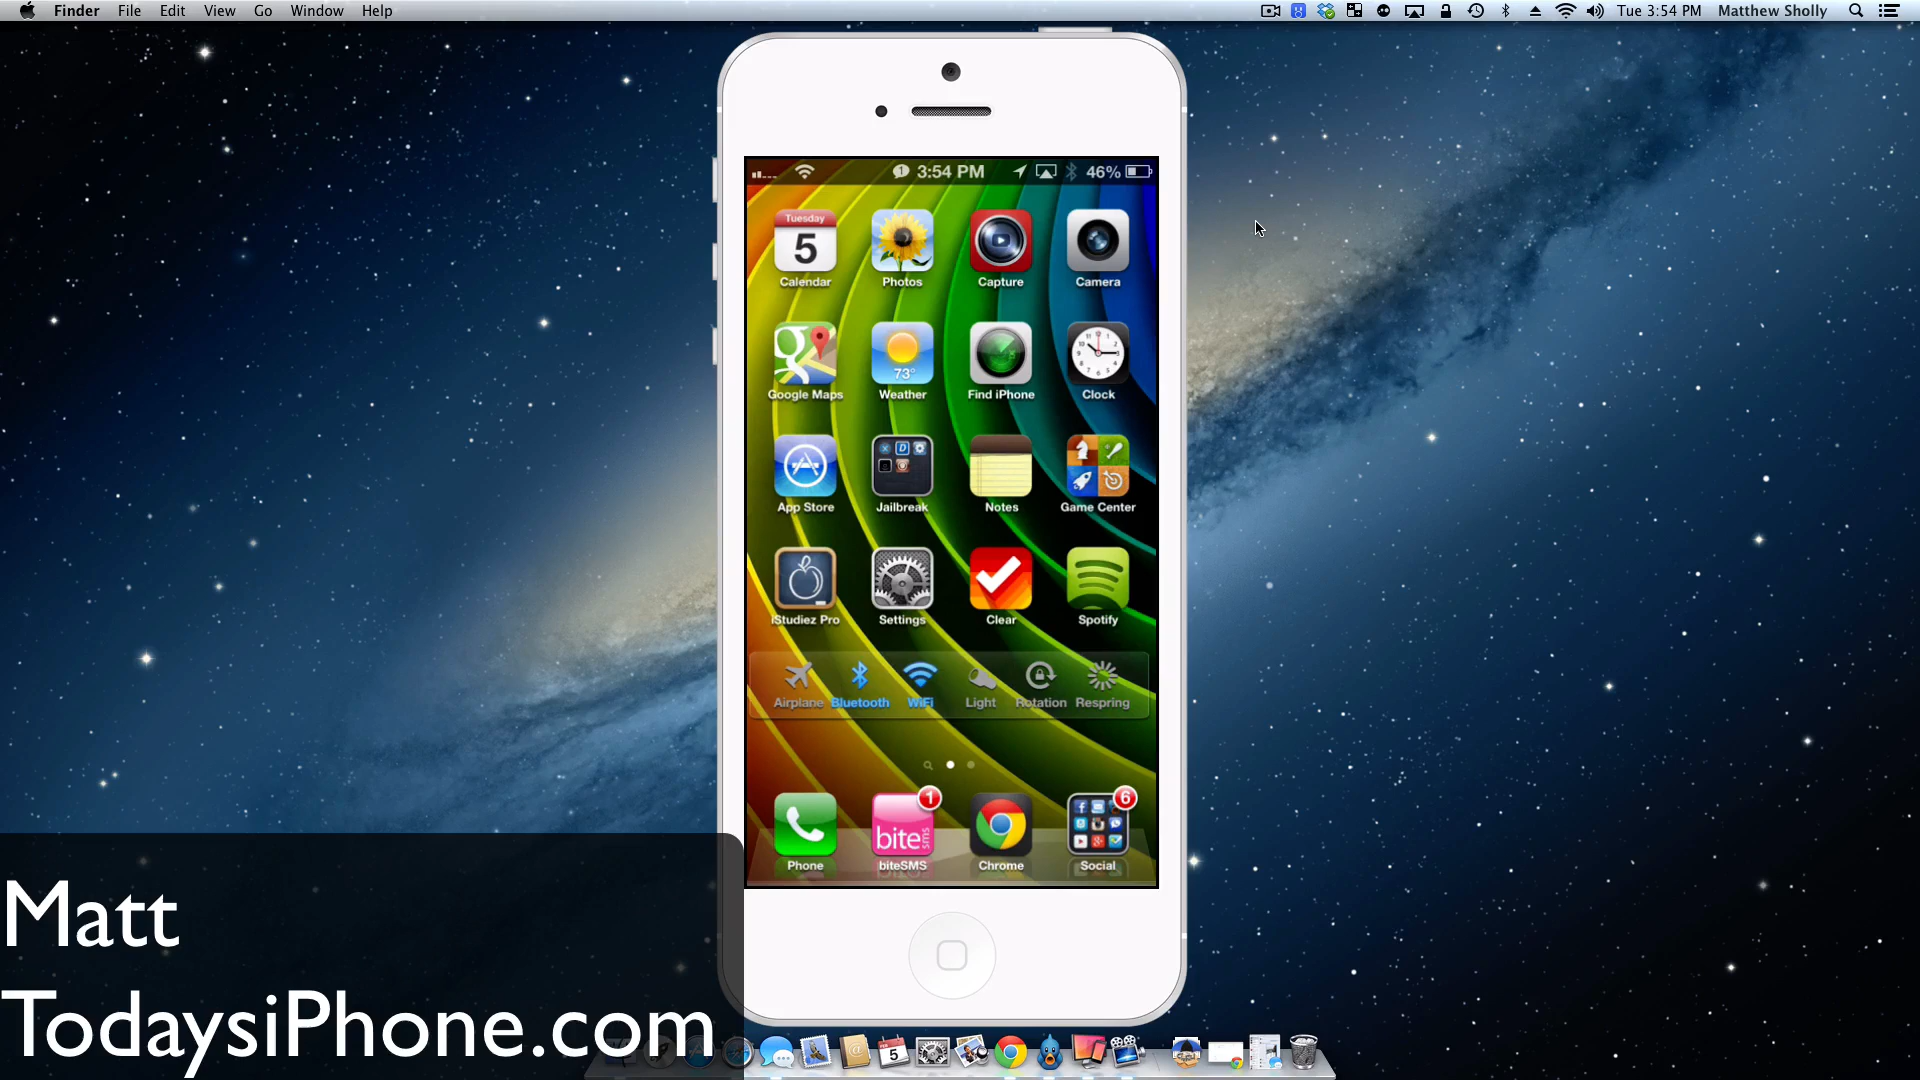 Finder File Edit View Go Window Help
Tue 3:54 PM Matthew Sholly
3:54 PM 46%
Tuesday
5
Calendar Photos Capture Camera
73°
Google Maps Weather Find iPhone Clock
App Store Jailbreak Notes Game Center
iStudiez Pro Settings Clear Spotify
Airplane Bluetooth WiFi Light Rotation Respring
1 6
bite sms
Phone biteSMS Chrome Social
Matt
TodaysiPhone.com
5